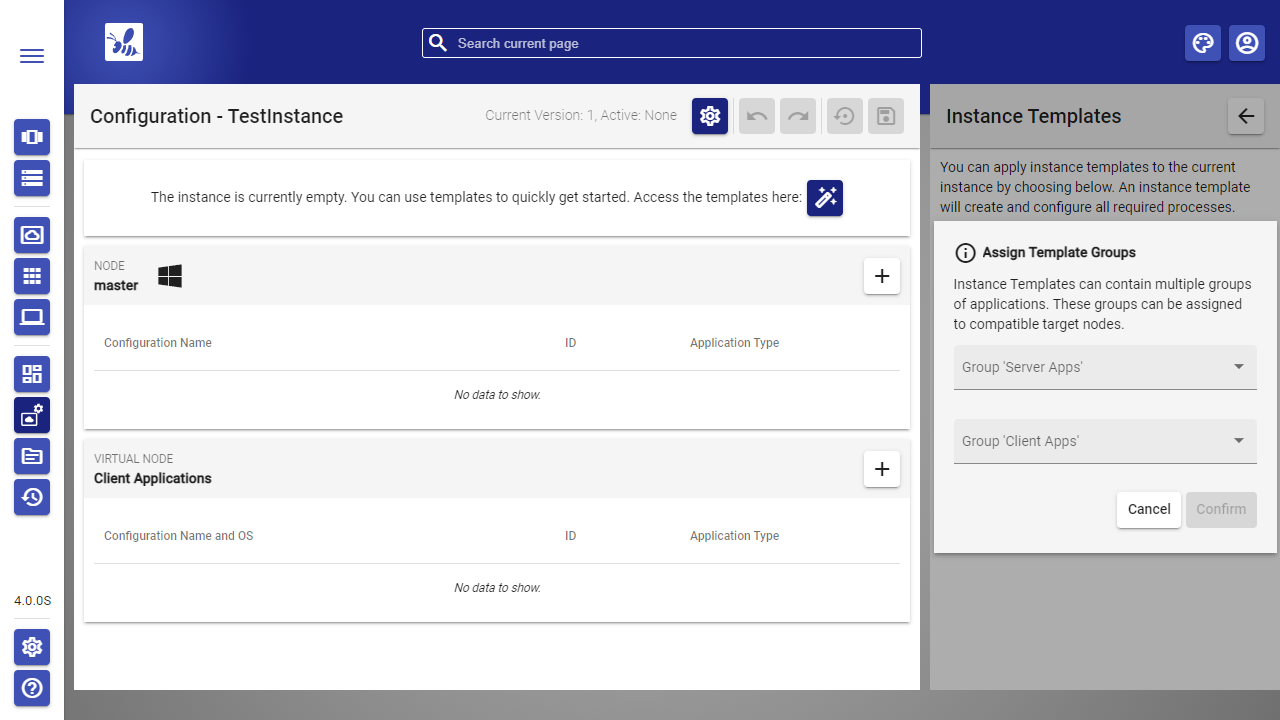 Search current page
Configuration - TestInstance
Current Version: 1, Active: None
The instance is currently empty. You can use templates to quickly get started. Access the templates here:
NODE
master
Configuration Name ID Application Type
No data to show.
VIRTUAL NODE
Client Applications
Configuration Name and OS ID Application Type
No data to show.
Instance Templates
You can apply instance templates to the current
instance by choosing below. An instance template
will create and configure all required processes.
Assign Template Groups
Instance Templates can contain multiple groups
of applications. These groups can be assigned
to compatible target nodes.
Group 'Server Apps'
Group 'Client Apps'
Cancel Confirm
4.0.0S